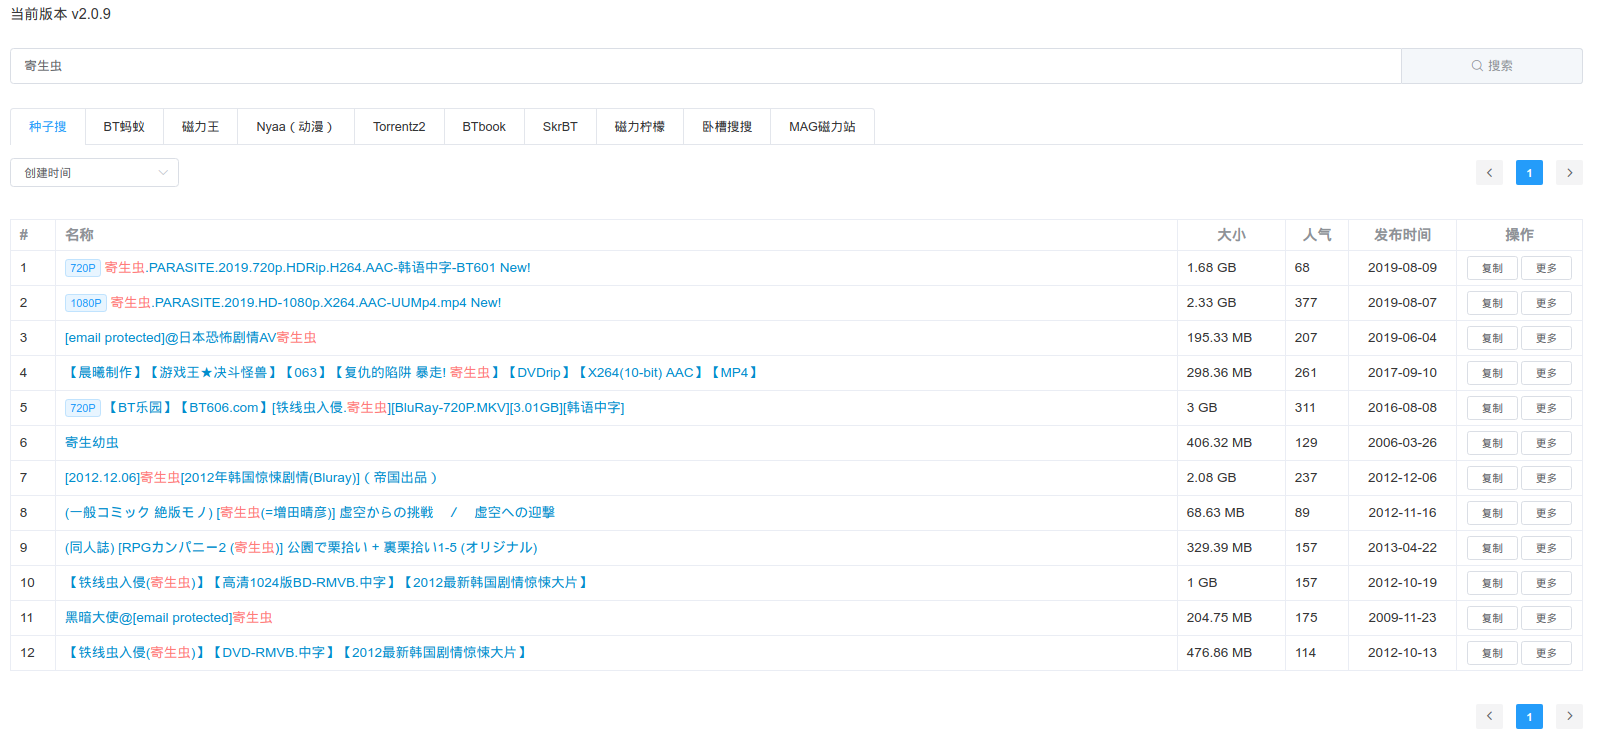 当前版本 v2.0.9
寄生虫 搜索
种子搜 BT蚂蚁 磁力王 Nyaa（动漫） Torrentz2 BTbook SkrBT 磁力柠檬 卧槽搜搜 MAG磁力站
创建时间 1
# 名称 大小 人气 发布时间 操作
1 720P 寄生虫.PARASITE.2019.720p.HDRip.H264.AAC-韩语中字-BT601 New! 1.68 GB 68 2019-08-09 复制 更多
2 1080P 寄生虫.PARASITE.2019.HD-1080p.X264.AAC-UUMp4.mp4 New! 2.33 GB 377 2019-08-07 复制 更多
3 [email protected]@日本恐怖剧情AV寄生虫 195.33 MB 207 2019-06-04 复制 更多
4 【晨曦制作】【游戏王★决斗怪兽】【063】【复仇的陷阱 暴走! 寄生虫】【DVDrip】【X264(10-bit) AAC】【MP4】 298.36 MB 261 2017-09-10 复制 更多
5 720P 【BT乐园】【BT606.com】[铁线虫入侵.寄生虫][BluRay-720P.MKV][3.01GB][韩语中字] 3 GB 311 2016-08-08 复制 更多
6 寄生幼虫 406.32 MB 129 2006-03-26 复制 更多
7 [2012.12.06]寄生虫[2012年韩国惊悚剧情(Bluray)]（帝国出品） 2.08 GB 237 2012-12-06 复制 更多
8 (一般コミック 絶版モノ) [寄生虫(=増田晴彦)] 虚空からの挑戦　/　虚空への迎撃 68.63 MB 89 2012-11-16 复制 更多
9 (同人誌) [RPGカンパニー2 (寄生虫)] 公園で栗拾い + 裏栗拾い1-5 (オリジナル) 329.39 MB 157 2013-04-22 复制 更多
10 【铁线虫入侵(寄生虫)】【高清1024版BD-RMVB.中字】【2012最新韩国剧情惊悚大片】 1 GB 157 2012-10-19 复制 更多
11 黑暗大使@[email protected]寄生虫 204.75 MB 175 2009-11-23 复制 更多
12 【铁线虫入侵(寄生虫)】【DVD-RMVB.中字】【2012最新韩国剧情惊悚大片】 476.86 MB 114 2012-10-13 复制 更多
1